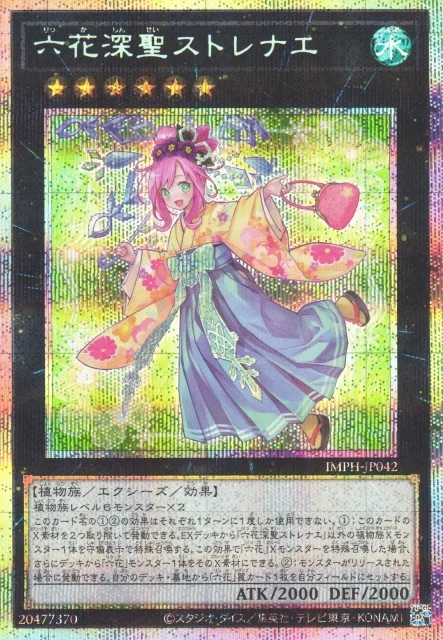 六花深聖ストレナエ
りっかしんせい
水
IMPH-JP042
【植物族/エクシーズ/効果】
植物族レベル6モンスター×2
このカード名の①②の効果はそれぞれ1ターンに1度しか使用できない。①:このカードの
X素材を2つ取り除いて発動できる。EXデッキから「六花深聖ストレナエ」以外の植物族Xモン
スター1体を守備表示で特殊召喚する。この効果で「六花」Xモンスターを特殊召喚した場合、
さらにデッキから植物族モンスター1体をそのX素材にできる。②:モンスターがリリースされた
場合に発動できる。自分のデッキ・墓地から「六花」罠カード1枚を自分フィールドにセットする。
ATK/2000 DEF/2000
20477370
©スタジオ・ダイス/集英社・テレビ東京・KONAMI